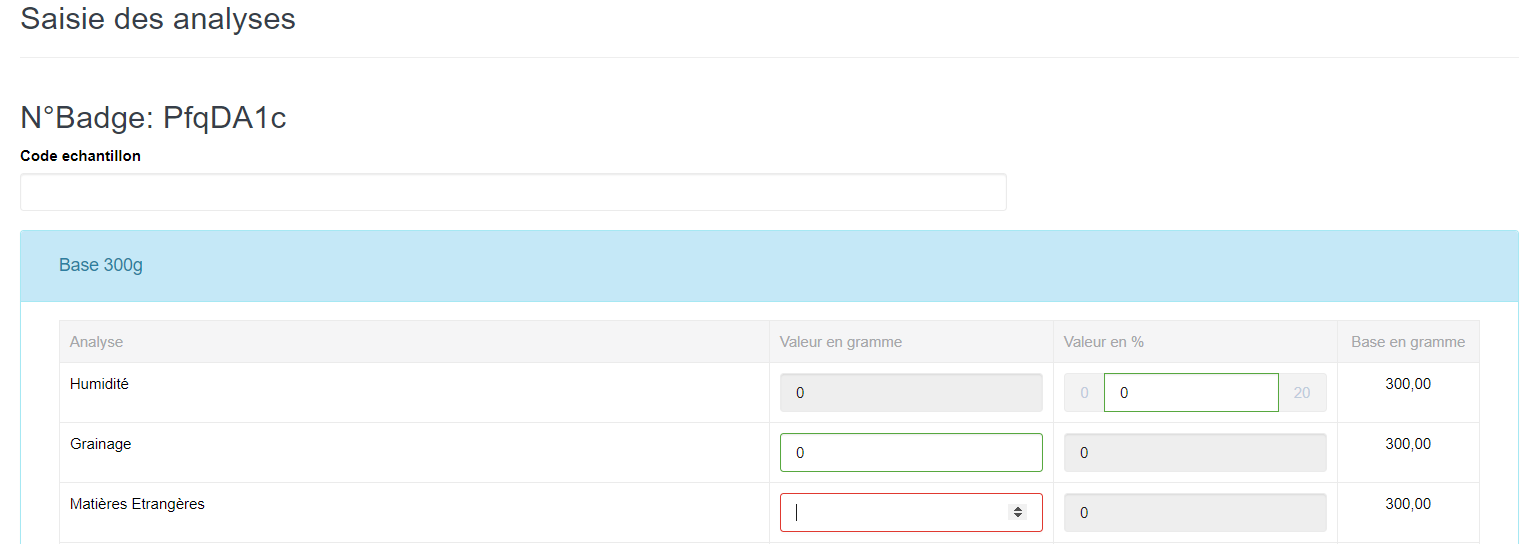 Saisie des analyses
N°Badge: PfqDA1c
Code echantillon
Base 300g
Analyse Valeur en gramme Valeur en % Base en gramme
Humidité 0 0 0 20 300,00
Grainage 0 0 300,00
Matières Etrangères 0 300,00